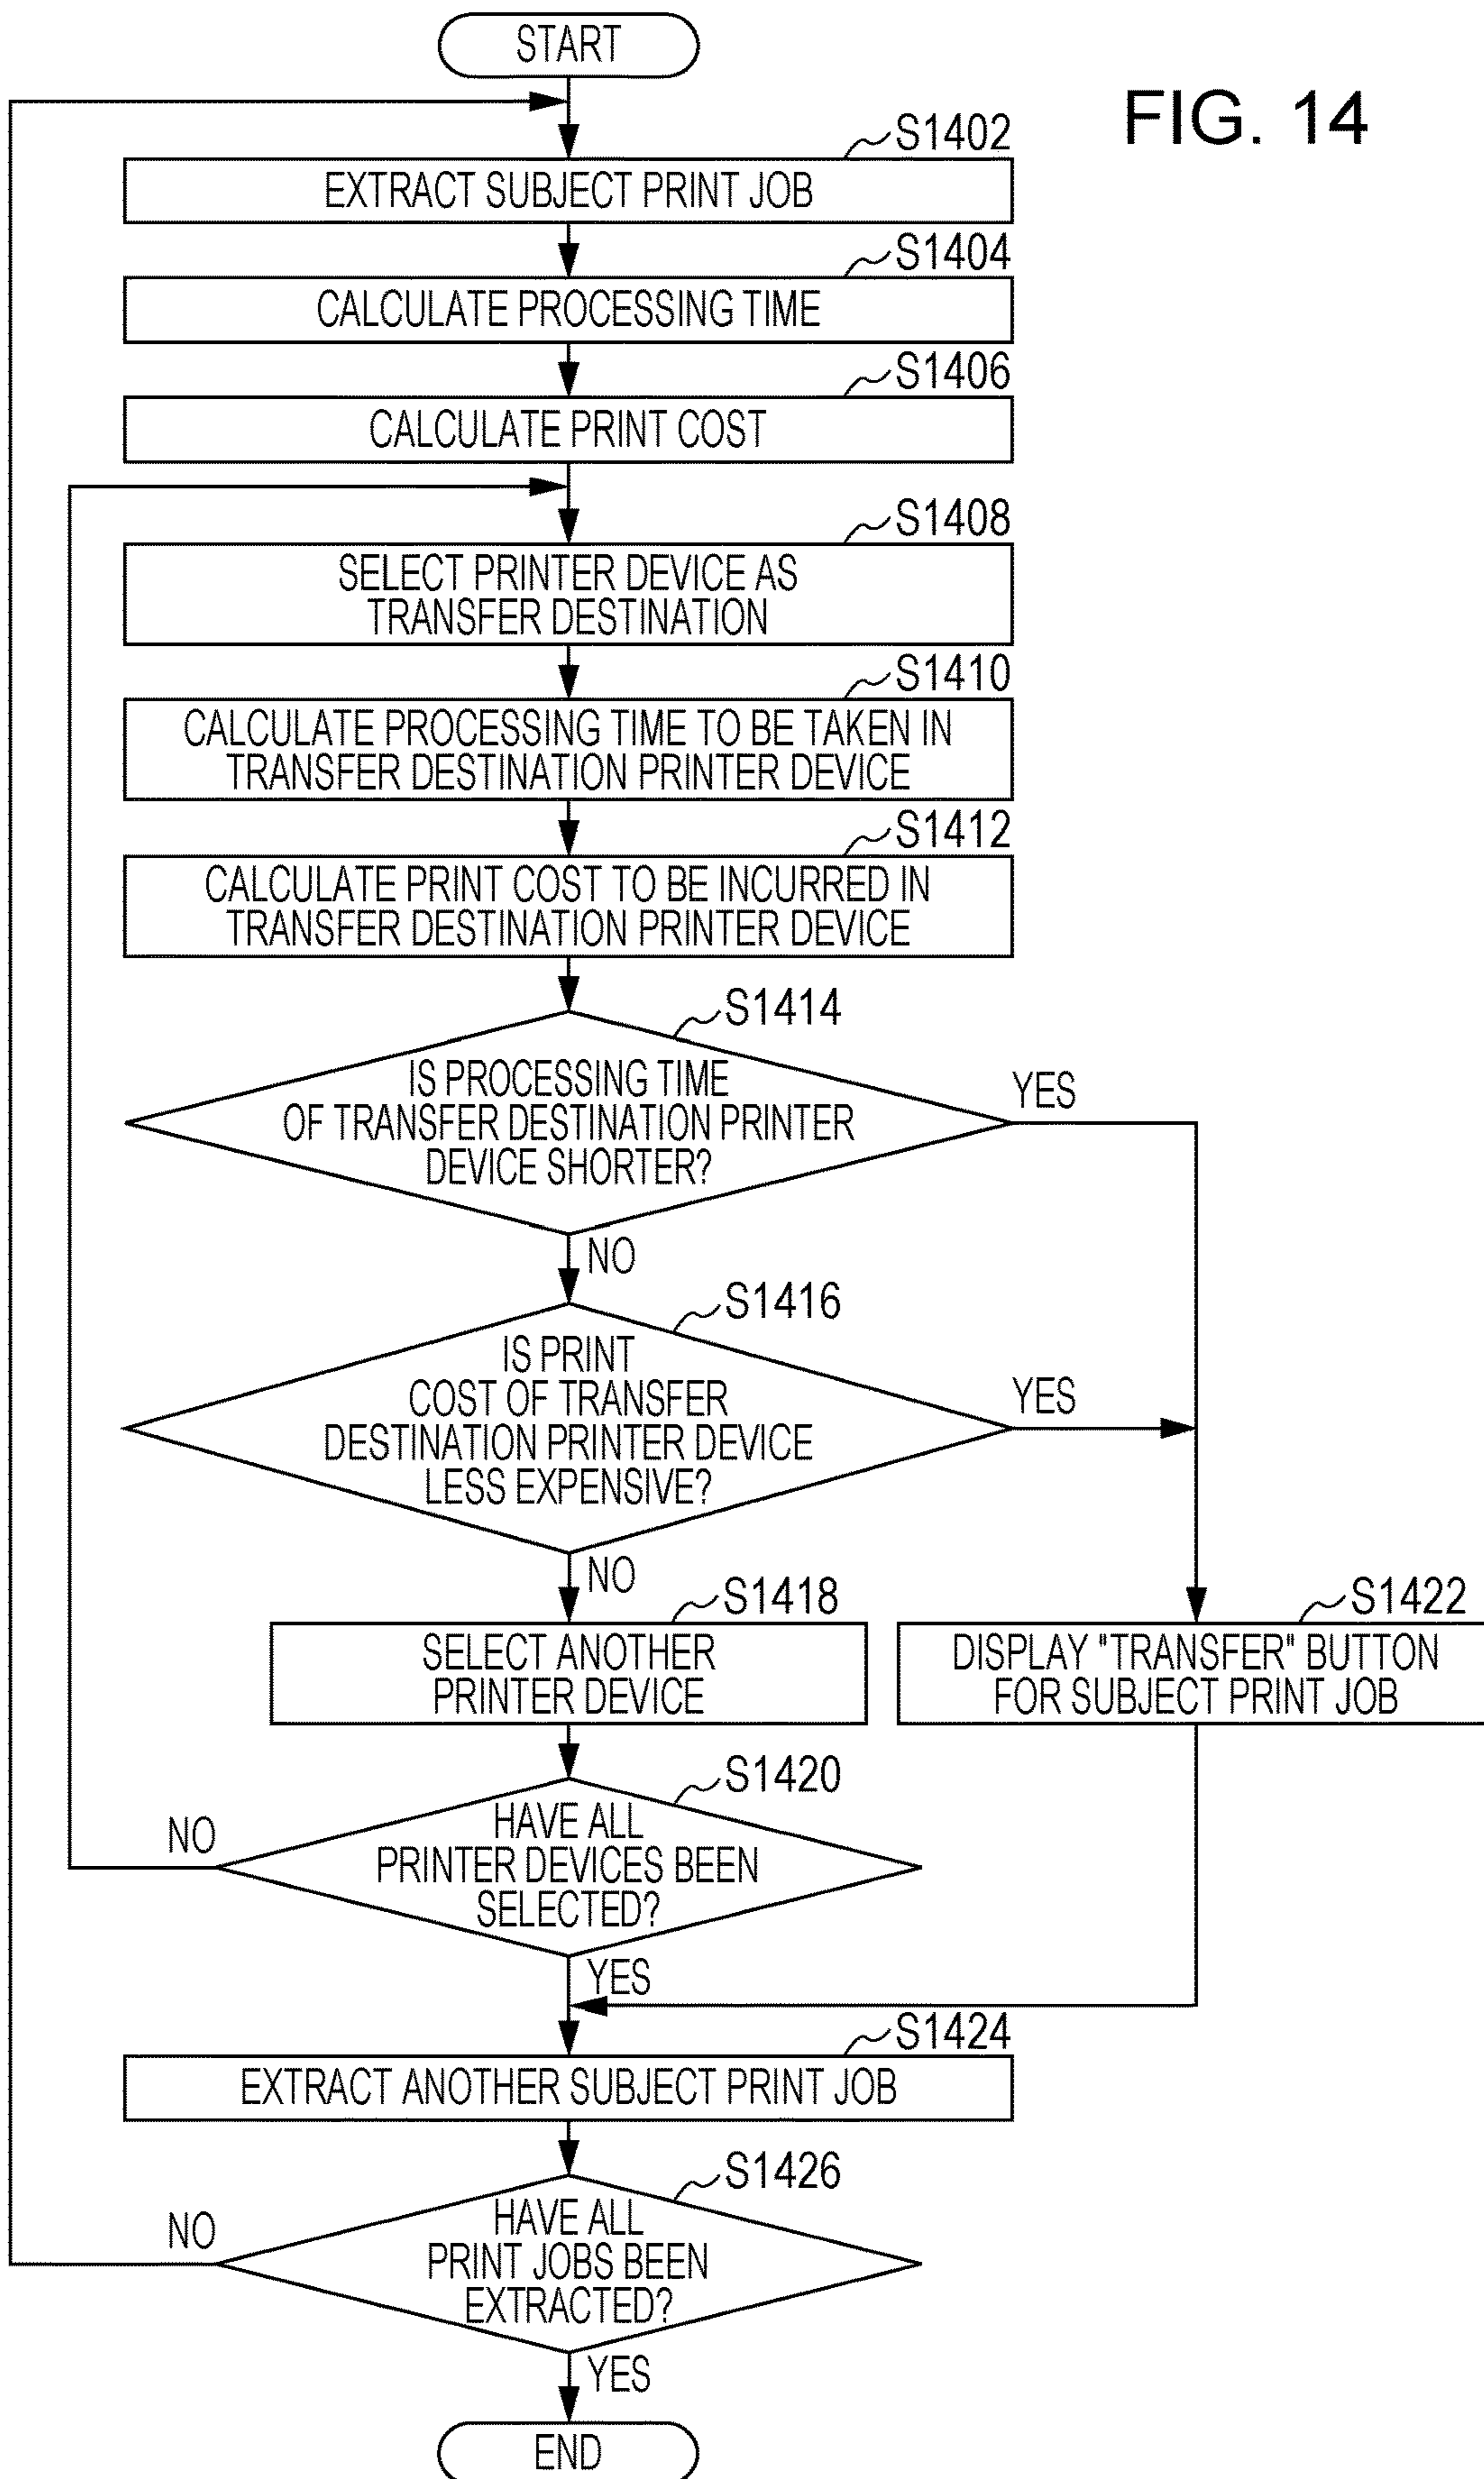 START
FIG. 14
S1402
EXTRACT SUBJECT PRINT JOB
S1404
CALCULATE PROCESSING TIME
S1406
CALCULATE PRINT COST
S1408
SELECT PRINTER DEVICE AS
TRANSFER DESTINATION
S1410
CALCULATE PROCESSING TIME TO BE TAKEN IN
TRANSFER DESTINATION PRINTER DEVICE
S1412
CALCULATE PRINT COST TO BE INCURRED IN
TRANSFER DESTINATION PRINTER DEVICE
S1414
IS PROCESSING TIME
OF TRANSFER DESTINATION PRINTER
DEVICE SHORTER?
YES
NO
S1416
IS PRINT
COST OF TRANSFER
DESTINATION PRINTER DEVICE
LESS EXPENSIVE?
YES
NO
S1418
SELECT ANOTHER
PRINTER DEVICE
S1422
DISPLAY "TRANSFER" BUTTON
FOR SUBJECT PRINT JOB
S1420
HAVE ALL
PRINTER DEVICES BEEN
SELECTED?
NO
YES
S1424
EXTRACT ANOTHER SUBJECT PRINT JOB
S1426
HAVE ALL
PRINT JOBS BEEN
EXTRACTED?
NO
YES
END